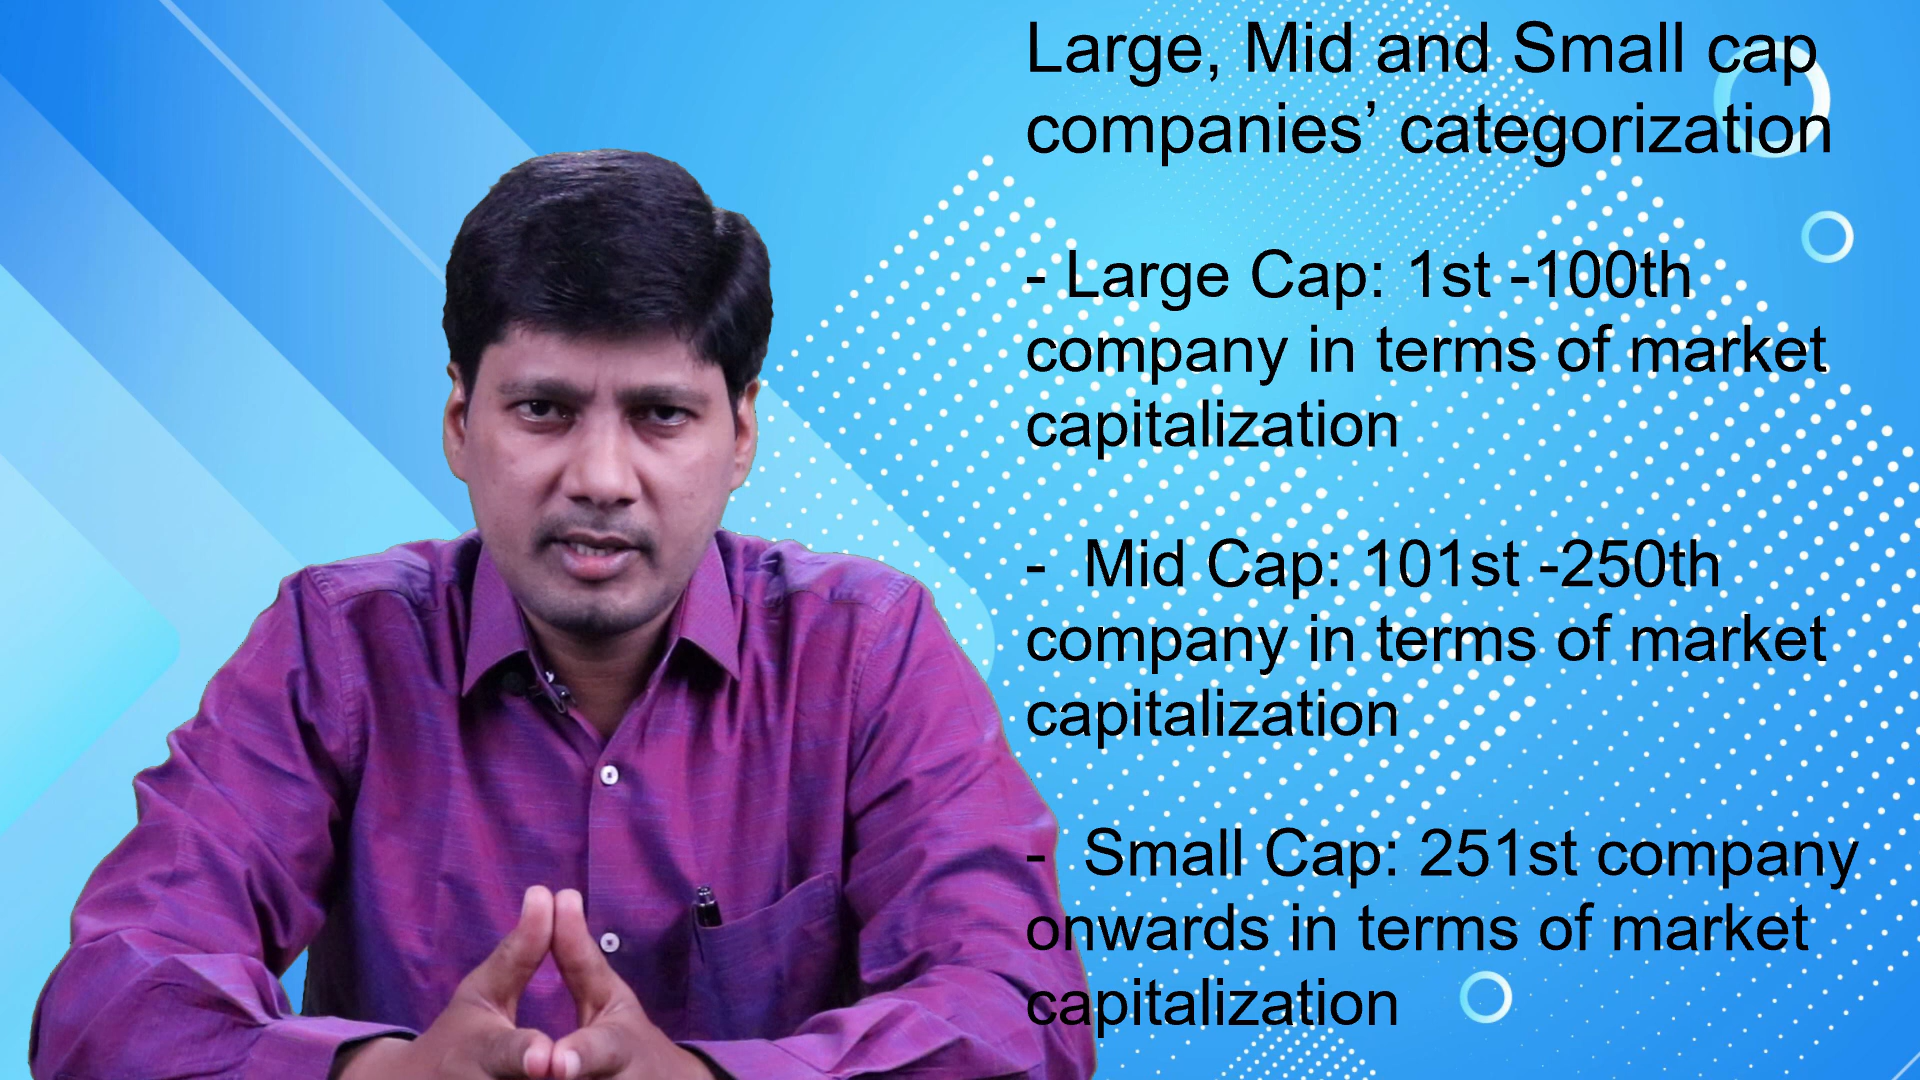 Large, Mid and Small cap
companies’ categorization
- Large Cap: 1st -100th
company in terms of market
capitalization
- Mid Cap: 101st -250th
company in terms of market
capitalization
- Small Cap: 251st company
onwards in terms of market
capitalization